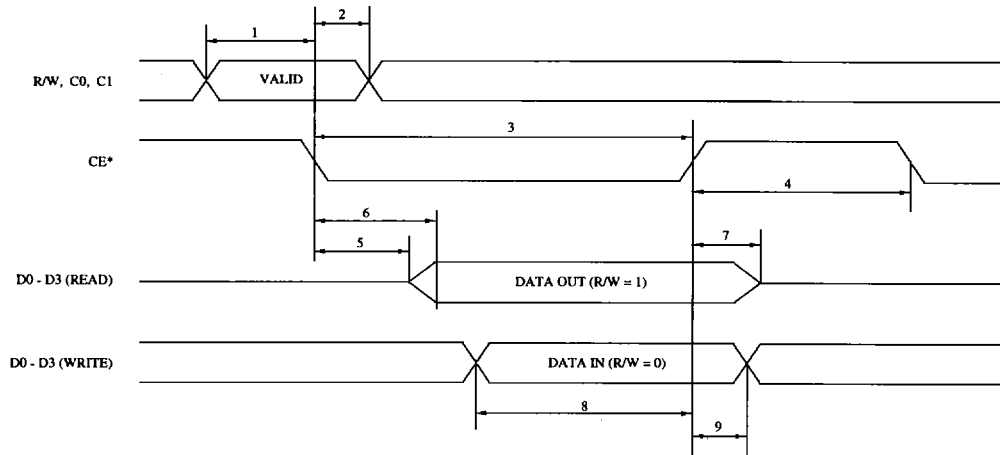 1
2
R/W, C0, C1
VALID
3
CE*
4
6
5
7
D0 - D3 (READ)
DATA OUT (R/W = 1)
D0 - D3 (WRITE)
DATA IN (R/W = 0)
8
9